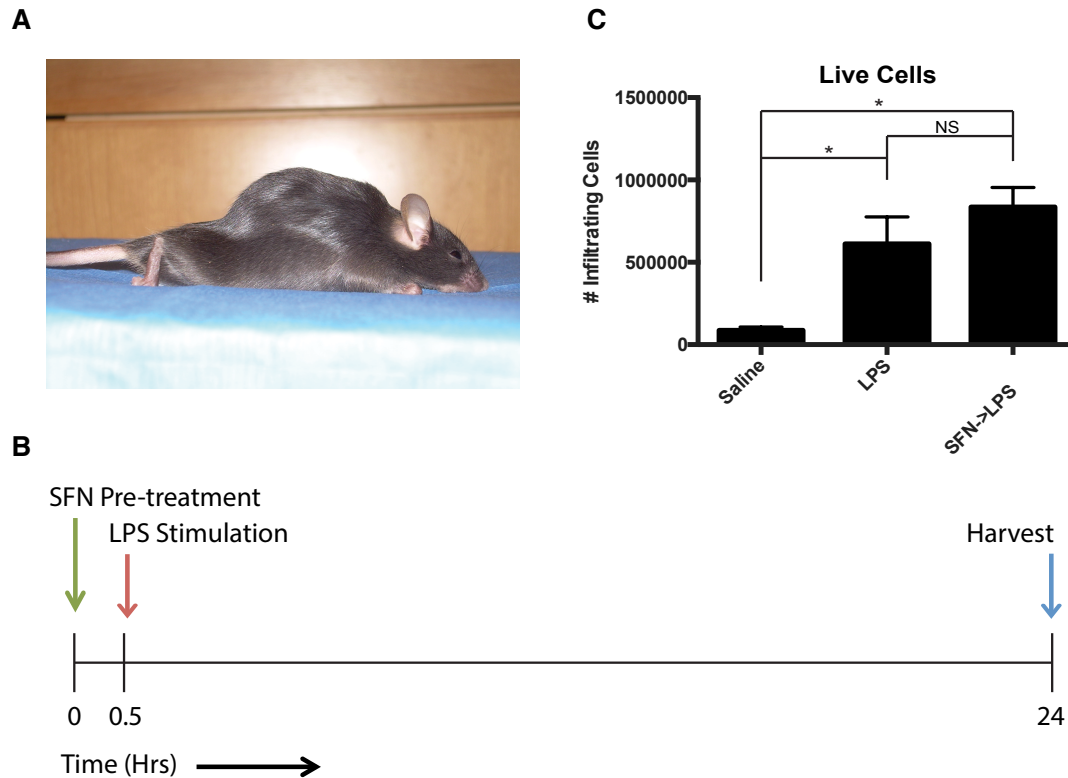 A
C
Live Cells
# Infiltrating Cells
1500000
1000000
500000
0
*
NS
*
Saline
LPS
SFN->LPS
B
SFN Pre-treatment
LPS Stimulation
Harvest
0
0.5
24
Time (Hrs)